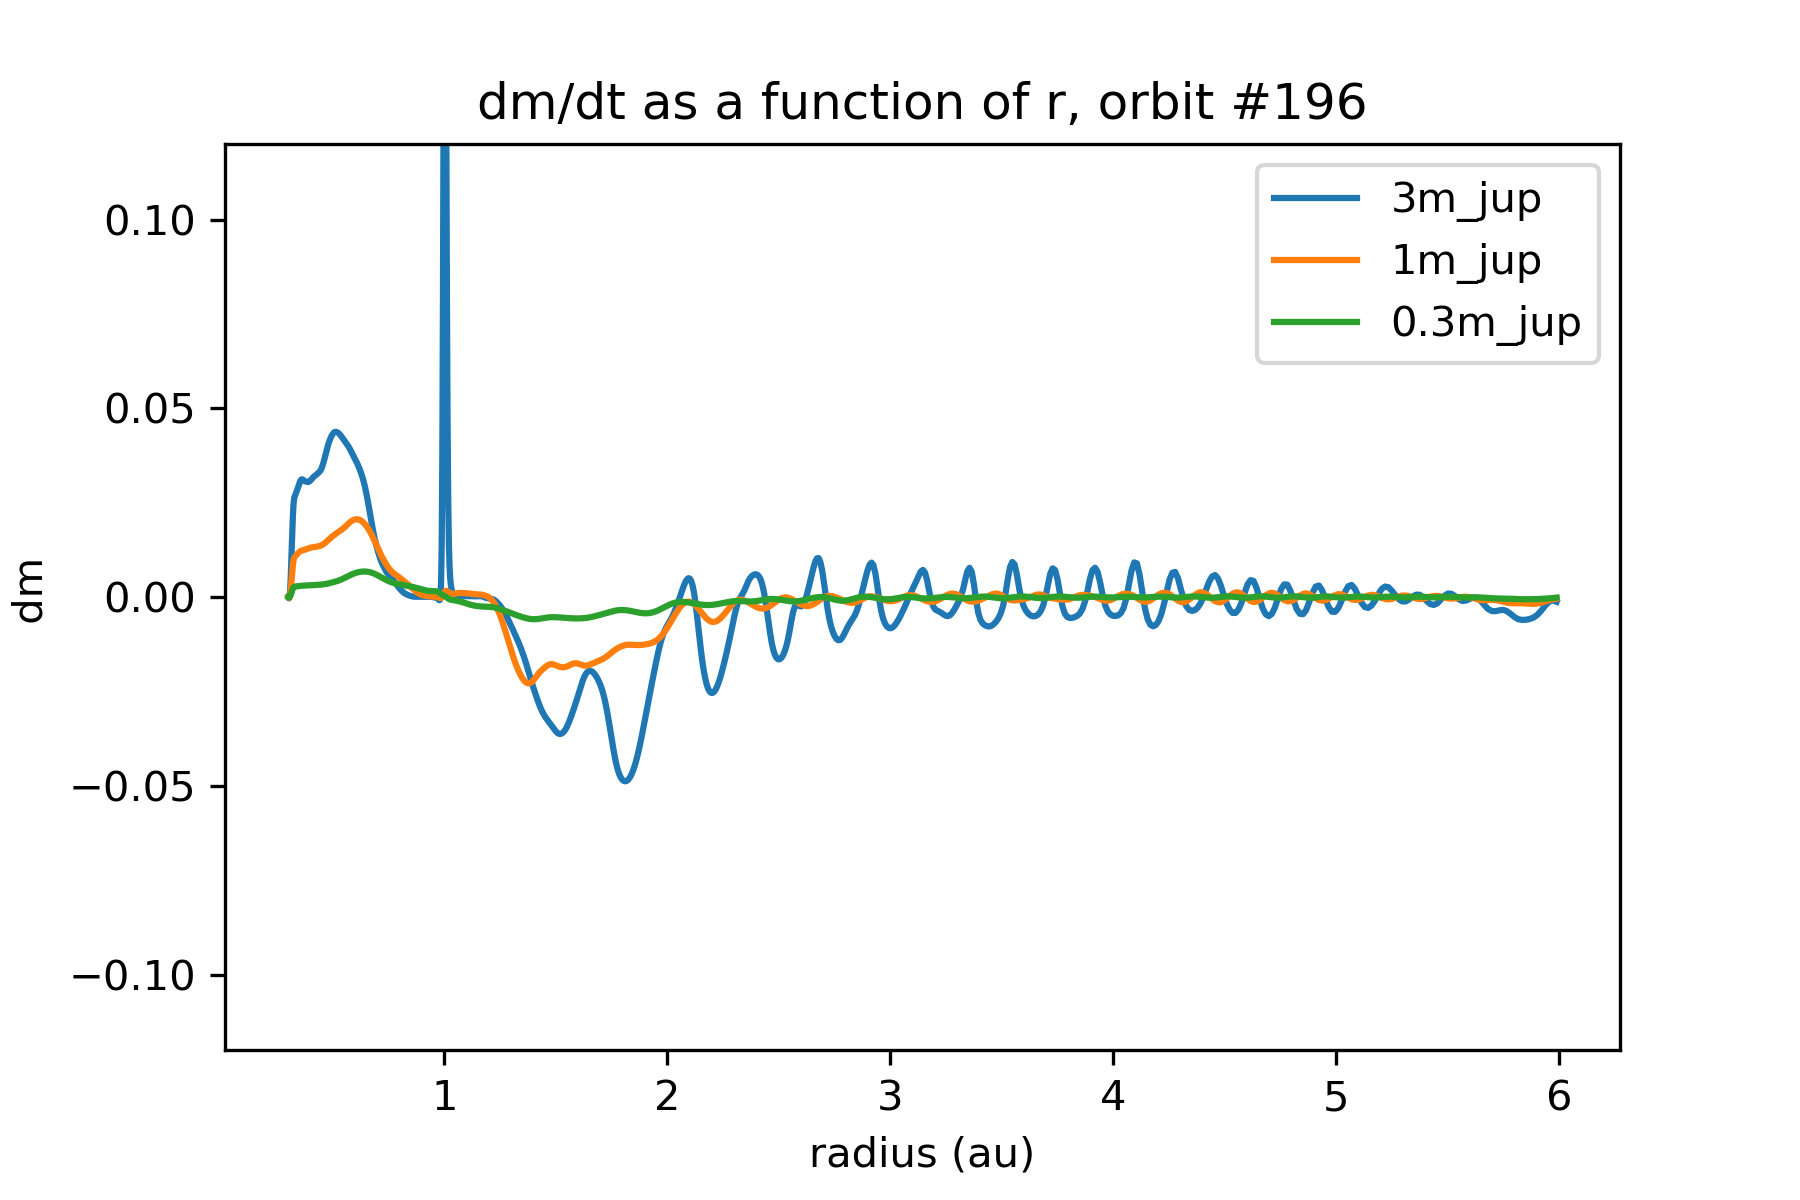 dm/dt as a function of r, orbit #196
3m_jup
1m_jup
0.3m_jup
0.10
0.05
0.00
−0.05
−0.10
dm
1 2 3 4 5 6
radius (au)